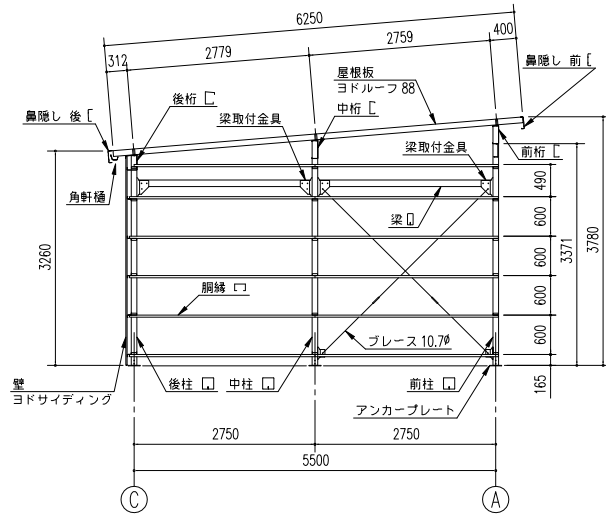 6250
312
2779
2759
400
屋根板
ヨドルーフ 88
鼻隠し 前
鼻隠し 後
後桁
梁取付金具
中桁
梁取付金具
前桁
角軒樋
梁
490
600
600
600
600
165
3371
3780
3260
胴縁
ブレース 10.7φ
壁
ヨドサイディング
後柱
中柱
前柱
アンカープレート
2750
2750
5500
C
A